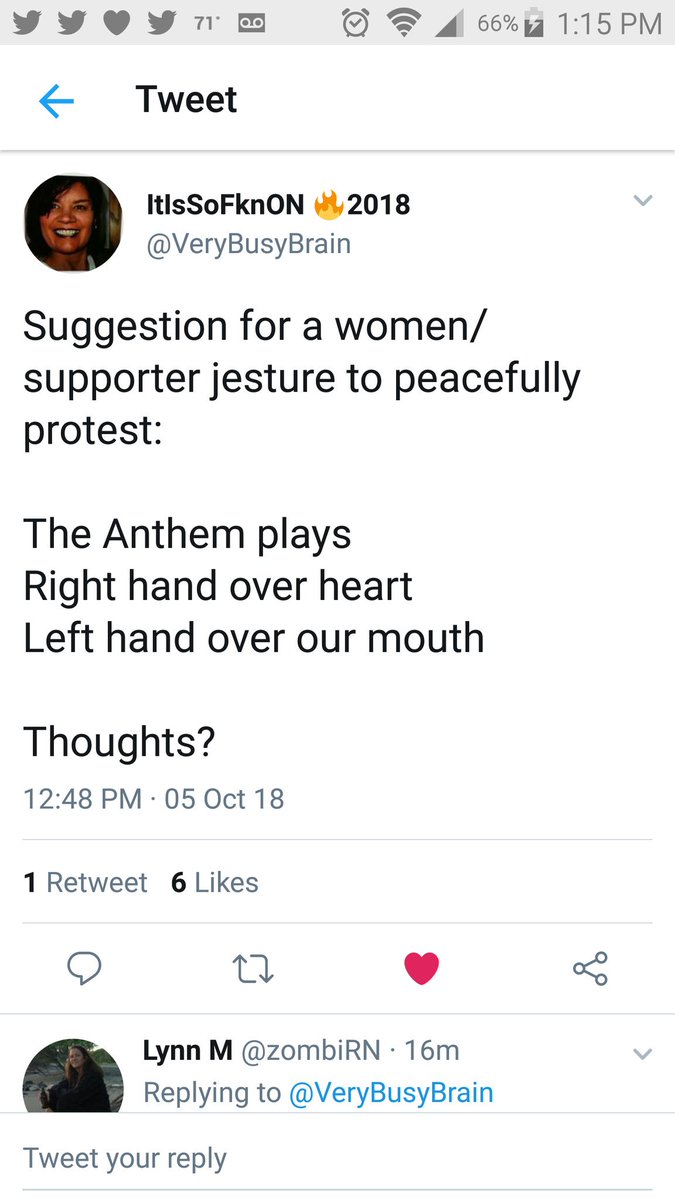 71° 66% 1:15 PM
Tweet
ItIsSoFknON 🔥2018
@VeryBusyBrain
Suggestion for a women/
supporter jesture to peacefully
protest:
The Anthem plays
Right hand over heart
Left hand over our mouth
Thoughts?
12:48 PM · 05 Oct 18
1 Retweet 6 Likes
Lynn M @zombiRN · 16m
Replying to @VeryBusyBrain
Tweet your reply